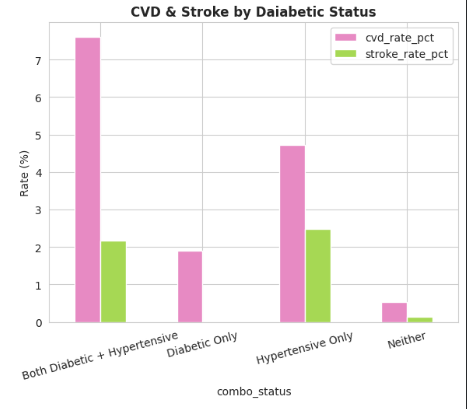 CVD & Stroke by Daiabetic Status
cvd_rate_pct
stroke_rate_pct
Rate (%)
7
6
5
4
3
2
1
0
Both Diabetic + Hypertensive
Diabetic Only
Hypertensive Only
Neither
combo_status